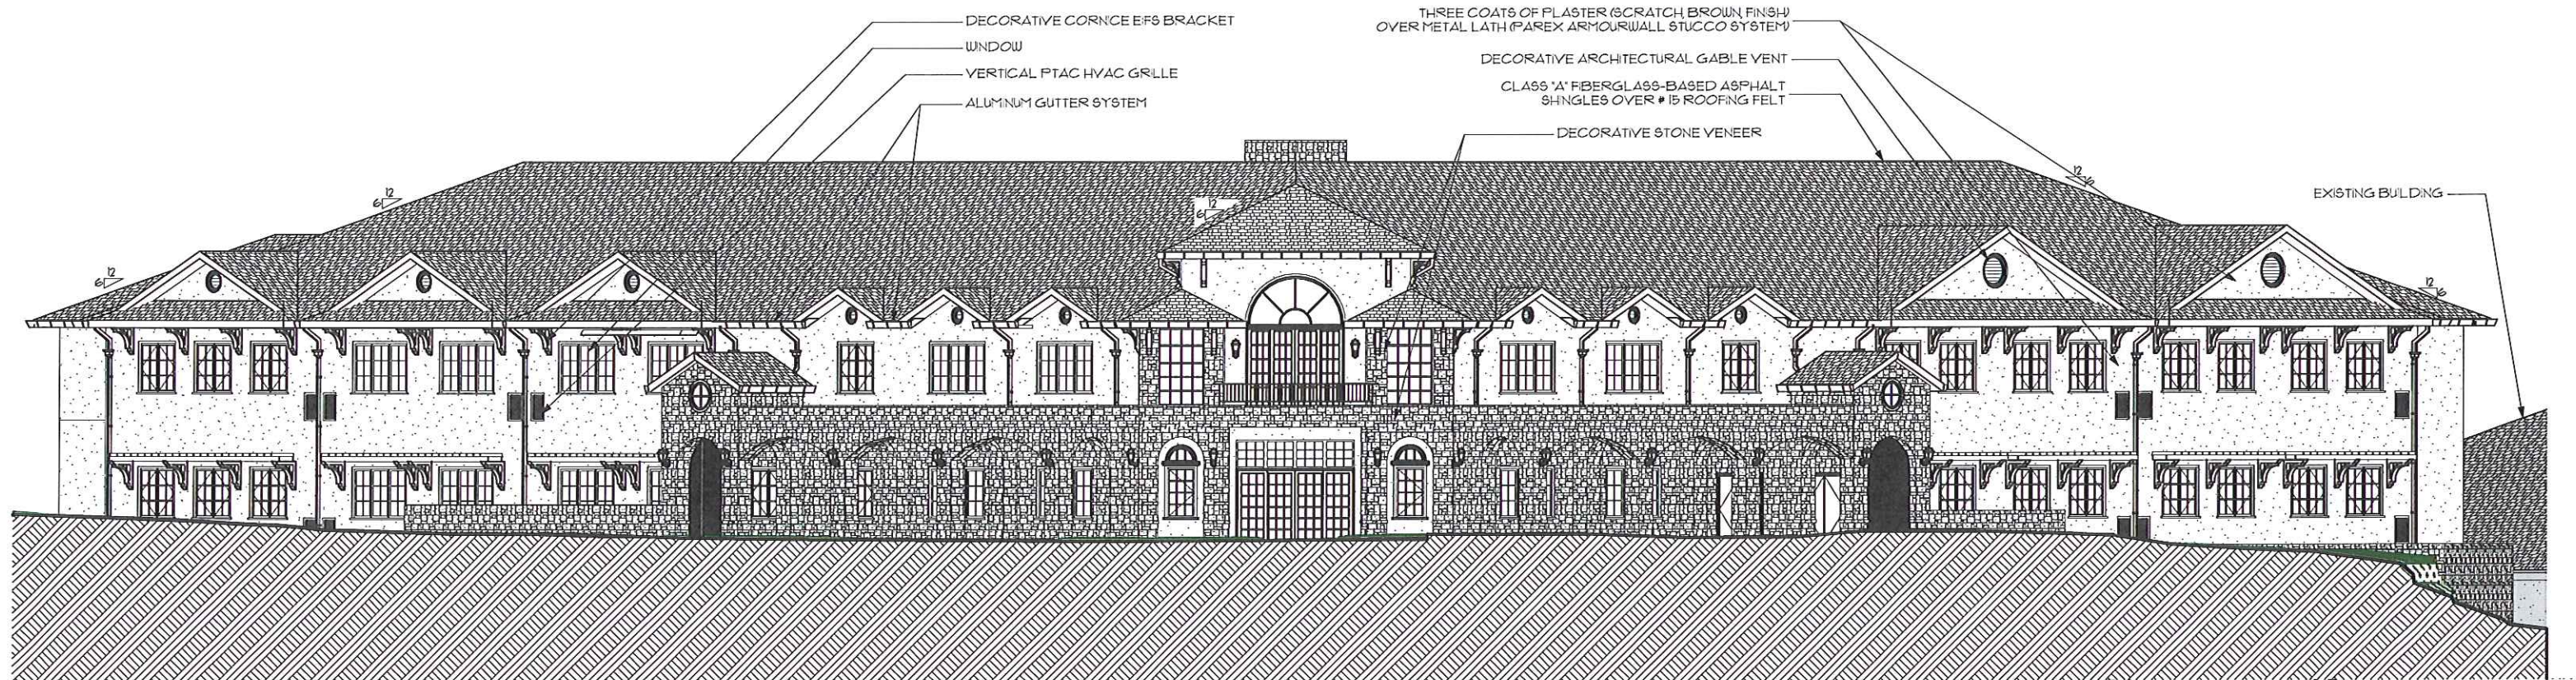 DECORATIVE CORNICE EIFS BRACKET
WINDOW
VERTICAL PTAC HVAC GRILLE
ALUMINUM GUTTER SYSTEM
THREE COATS OF PLASTER (SCRATCH, BROWN, FINISH)
OVER METAL LATH (PAREX ARMOURWALL STUCCO SYSTEM)
DECORATIVE ARCHITECTURAL GABLE VENT
CLASS "A" FIBERGLASS-BASED ASPHALT
SHINGLES OVER # 15 ROOFING FELT
DECORATIVE STONE VENEER
EXISTING BUILDING
12
6
12
6
12
6
12
6
12
6